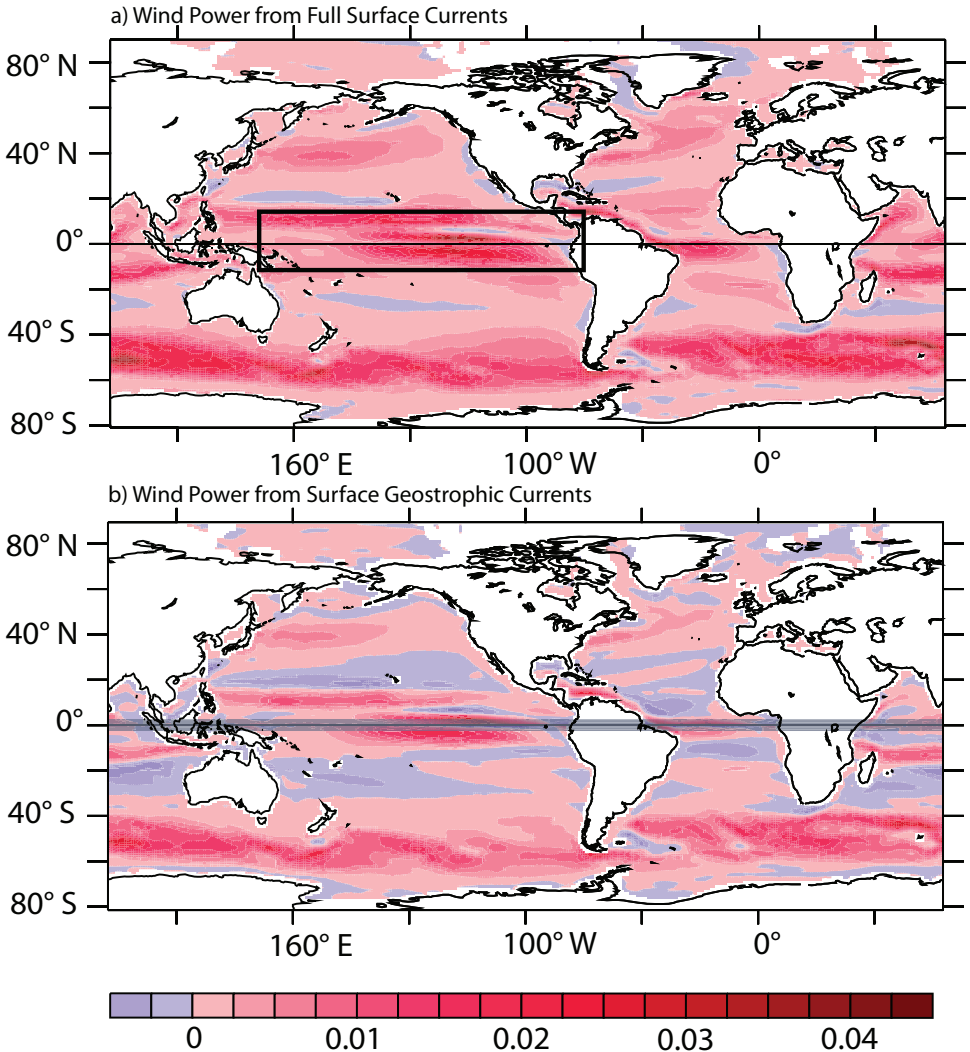 a) Wind Power from Full Surface Currents
80° N
40° N
0°
40° S
80° S
160° E 100° W 0°
b) Wind Power from Surface Geostrophic Currents
80° N
40° N
0°
40° S
80° S
160° E 100° W 0°
0 0.01 0.02 0.03 0.04